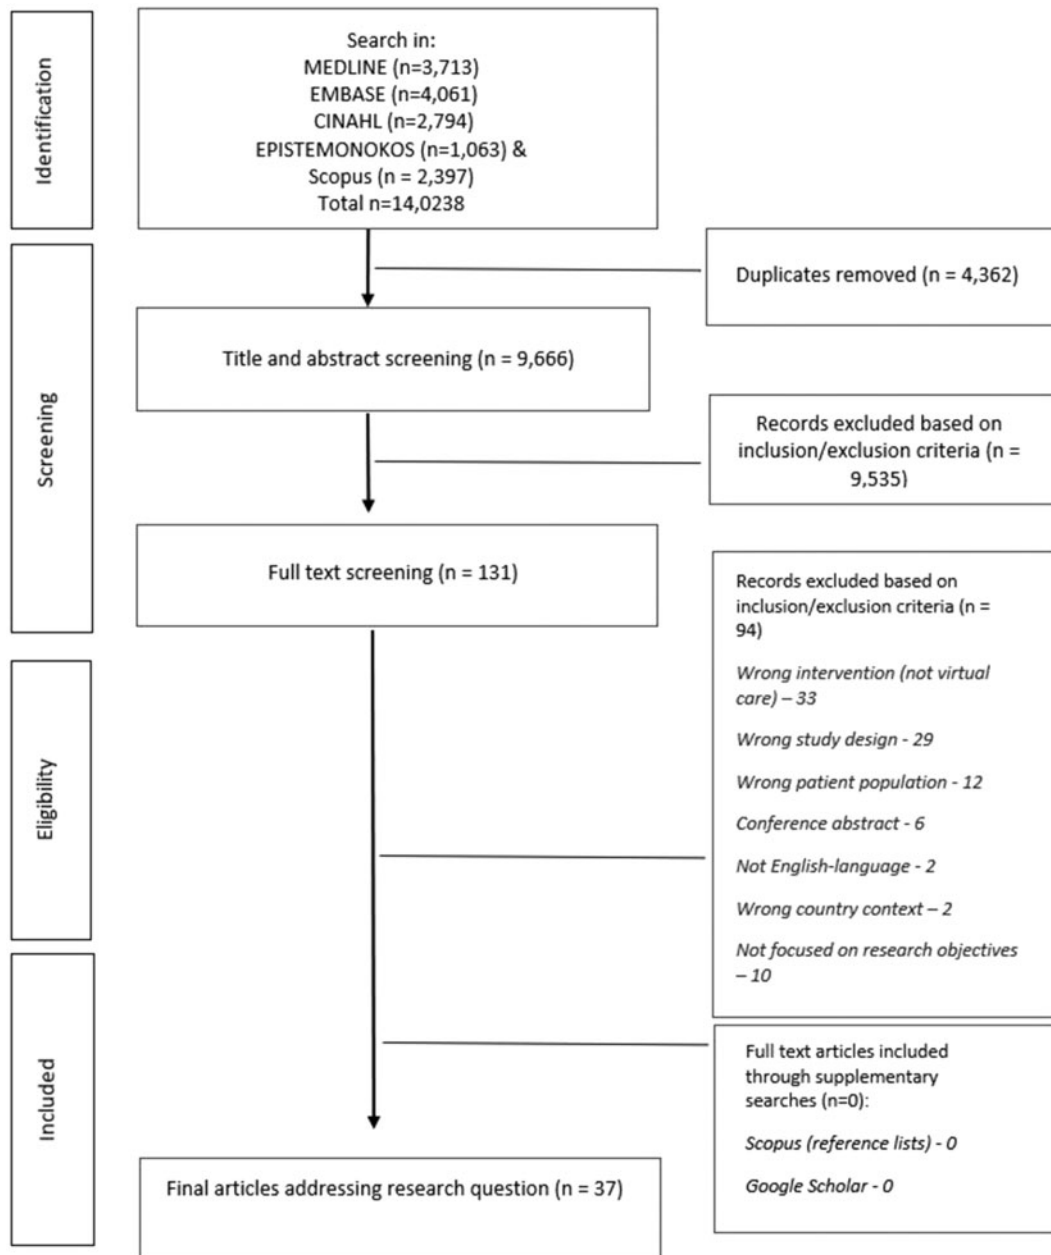 Identification
Search in:
MEDLINE (n=3,713)
EMBASE (n=4,061)
CINAHL (n=2,794)
EPISTEMONOKOS (n=1,063) &
Scopus (n = 2,397)
Total n=14,0238
Duplicates removed (n = 4,362)
Screening
Title and abstract screening (n = 9,666)
Records excluded based on
inclusion/exclusion criteria (n =
9,535)
Full text screening (n = 131)
Eligibility
Records excluded based on
inclusion/exclusion criteria (n =
94)
Wrong intervention (not virtual
care) – 33
Wrong study design - 29
Wrong patient population - 12
Conference abstract - 6
Not English-language - 2
Wrong country context – 2
Not focused on research objectives
– 10
Included
Full text articles included
through supplementary
searches (n=0):
Scopus (reference lists) - 0
Google Scholar - 0
Final articles addressing research question (n = 37)